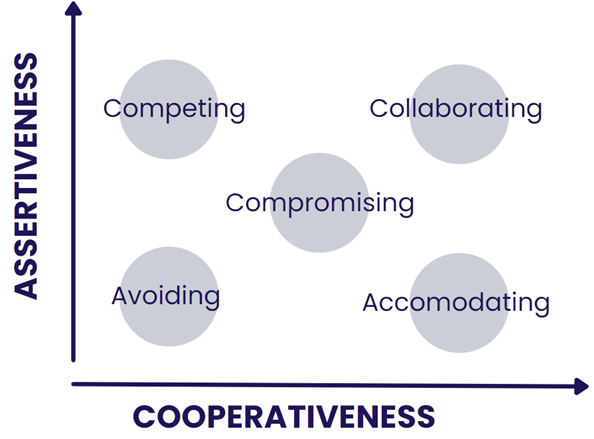 ASSERTIVENESS
Competing
Collaborating
Compromising
Avoiding
Accomodating
COOPERATIVENESS